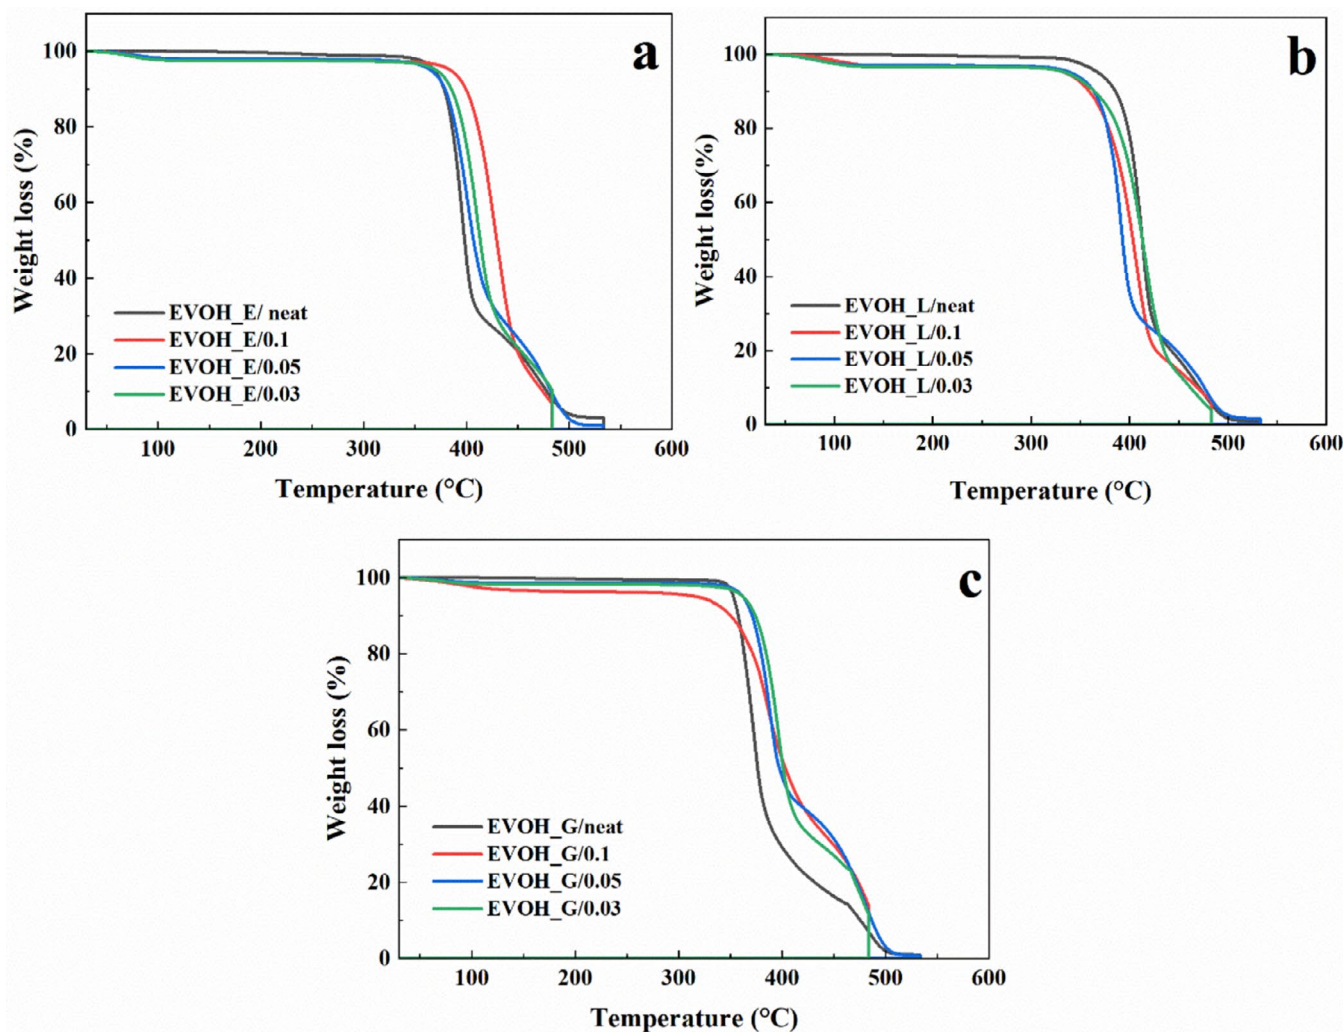 a
100
80
60
40
20
0
Weight loss (%)
EVOH_E/ neat
EVOH_E/0.1
EVOH_E/0.05
EVOH_E/0.03
100 200 300 400 500 600
Temperature (°C)
b
100
80
60
40
20
0
Weight loss(%)
EVOH_L/neat
EVOH_L/0.1
EVOH_L/0.05
EVOH_L/0.03
100 200 300 400 500 600
Temperature (°C)
c
100
80
60
40
20
0
Weight loss (%)
EVOH_G/neat
EVOH_G/0.1
EVOH_G/0.05
EVOH_G/0.03
100 200 300 400 500 600
Temperature (°C)